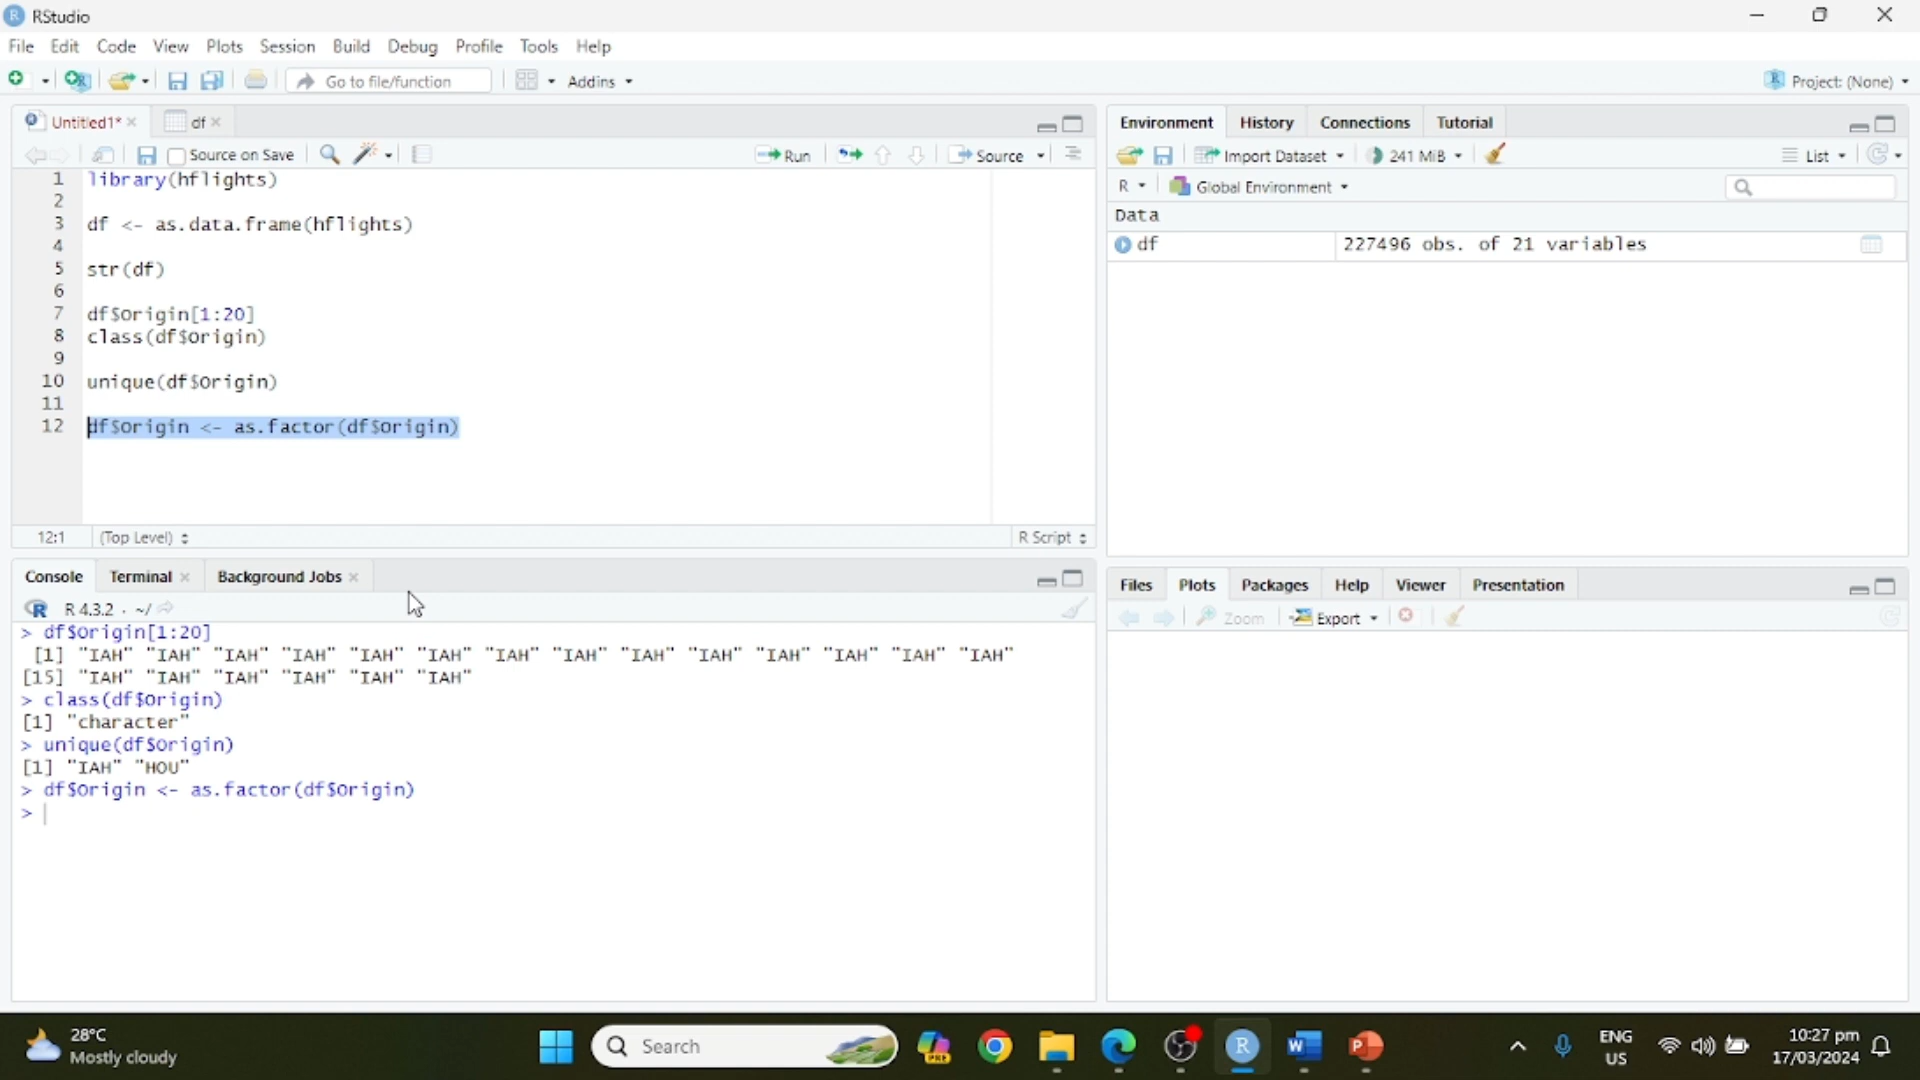 RStudio
File Edit Code View Plots Session Build Debug Profile Tools Help
Go to file/function Addins Project: (None)
Untitled1* df
Source on Save Run Source
1 library(hflights)
2
3 df <- as.data.frame(hflights)
4
5 str(df)
6
7 df$Origin[1:20]
8 class(df$Origin)
9
10 unique(df$Origin)
11
12 df$Origin <- as.factor(df$Origin)
12:1 (Top Level) R Script
Console Terminal Background Jobs
R 4.3.2 · ~/
> df$Origin[1:20]
[1] "IAH" "IAH" "IAH" "IAH" "IAH" "IAH" "IAH" "IAH" "IAH" "IAH" "IAH" "IAH" "IAH" "IAH"
[15] "IAH" "IAH" "IAH" "IAH" "IAH" "IAH"
> class(df$Origin)
[1] "character"
> unique(df$Origin)
[1] "IAH" "HOU"
> df$Origin <- as.factor(df$Origin)
>
Environment History Connections Tutorial
Import Dataset 241 MiB List
R Global Environment
Data
df 227496 obs. of 21 variables
Files Plots Packages Help Viewer Presentation
Zoom Export
28°C
Mostly cloudy
Search
PRE
ENG
US
10:27 pm
17/03/2024